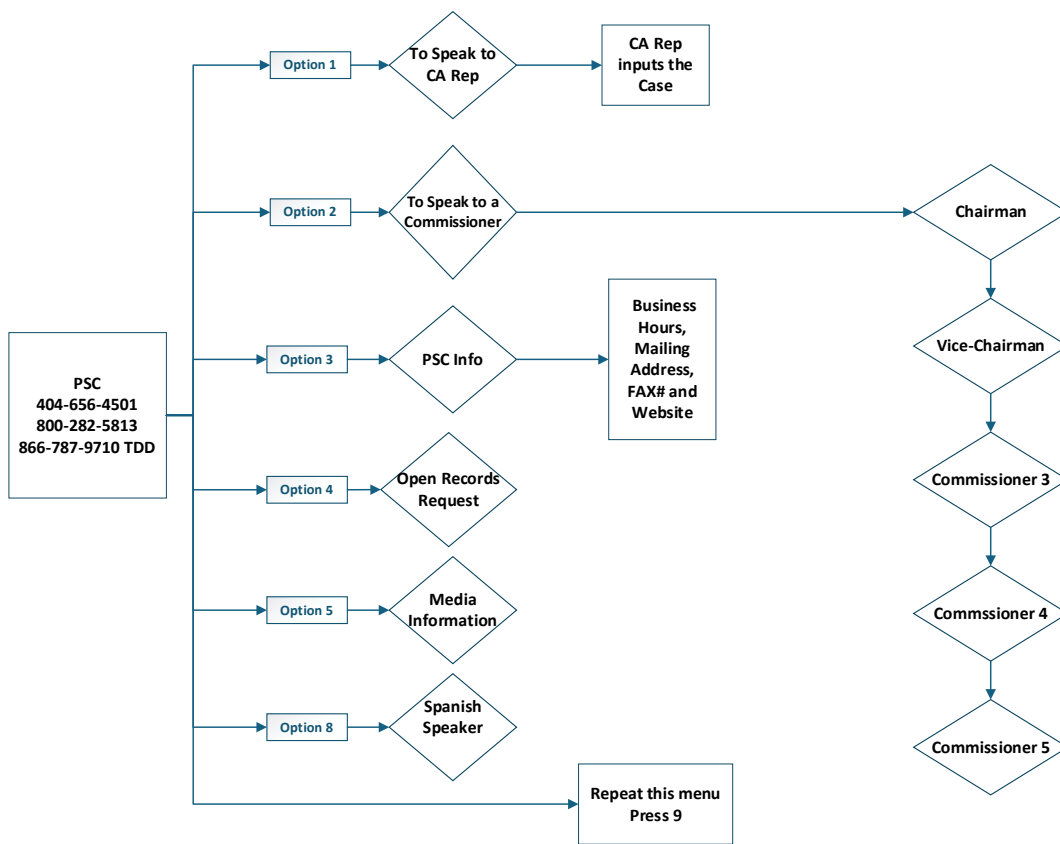 Option 1
To Speak to
CA Rep
CA Rep
inputs the
Case
Option 2
To Speak to a
Commissioner
Chairman
Vice-Chairman
Commissioner 3
Commssioner 4
Commissioner 5
Option 3
PSC Info
Business
Hours,
Mailing
Address,
FAX# and
Website
PSC
404-656-4501
800-282-5813
866-787-9710 TDD
Option 4
Open Records
Request
Option 5
Media
Information
Option 8
Spanish
Speaker
Repeat this menu
Press 9